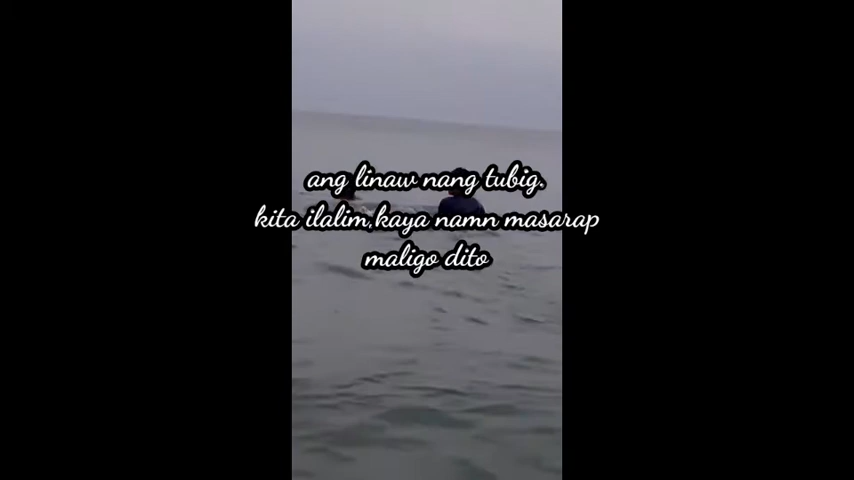 ang linaw nang tubig.
kita ilalim,kaya namn masarap
maligo dito